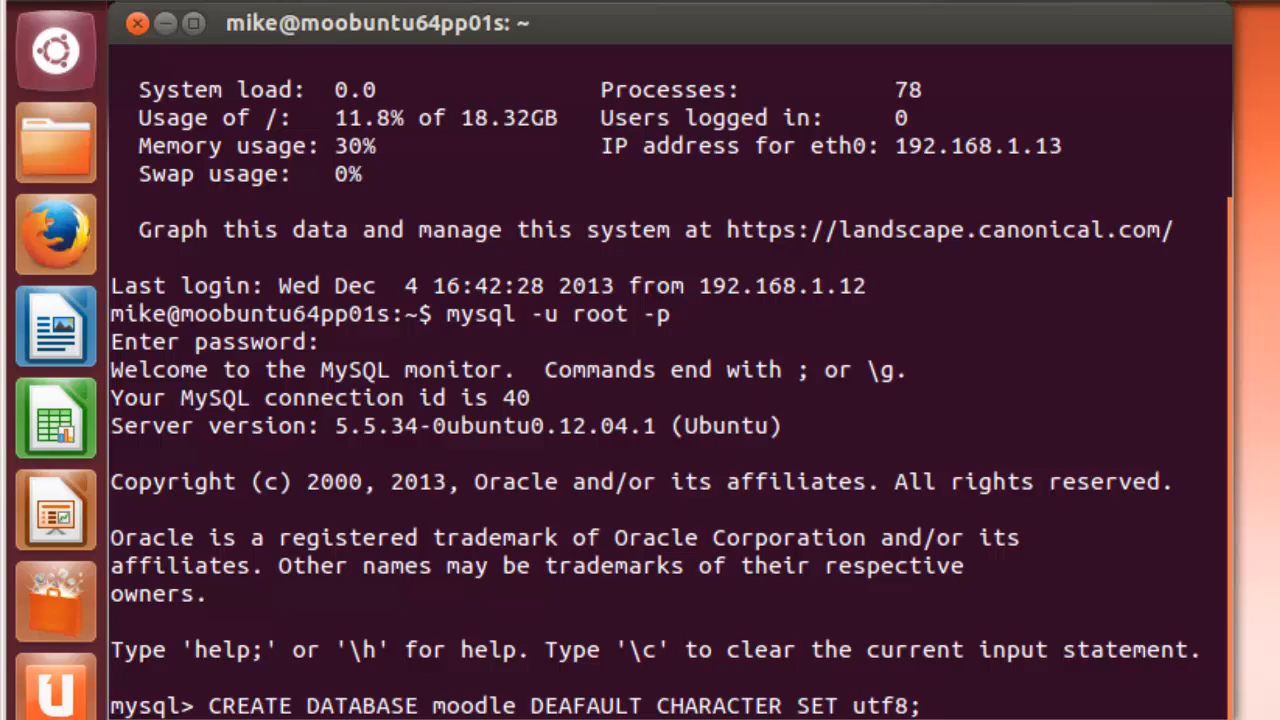 mike@moobuntu64pp01s: ~
System load: 0.0 Processes: 78
Usage of /: 11.8% of 18.32GB Users logged in: 0
Memory usage: 30% IP address for eth0: 192.168.1.13
Swap usage: 0%
Graph this data and manage this system at https://landscape.canonical.com/
Last login: Wed Dec  4 16:42:28 2013 from 192.168.1.12
mike@moobuntu64pp01s:~$ mysql -u root -p
Enter password:
Welcome to the MySQL monitor.  Commands end with ; or \g.
Your MySQL connection id is 40
Server version: 5.5.34-0ubuntu0.12.04.1 (Ubuntu)
Copyright (c) 2000, 2013, Oracle and/or its affiliates. All rights reserved.
Oracle is a registered trademark of Oracle Corporation and/or its
affiliates. Other names may be trademarks of their respective
owners.
Type 'help;' or '\h' for help. Type '\c' to clear the current input statement.
mysql> CREATE DATABASE moodle DEAFAULT CHARACTER SET utf8;